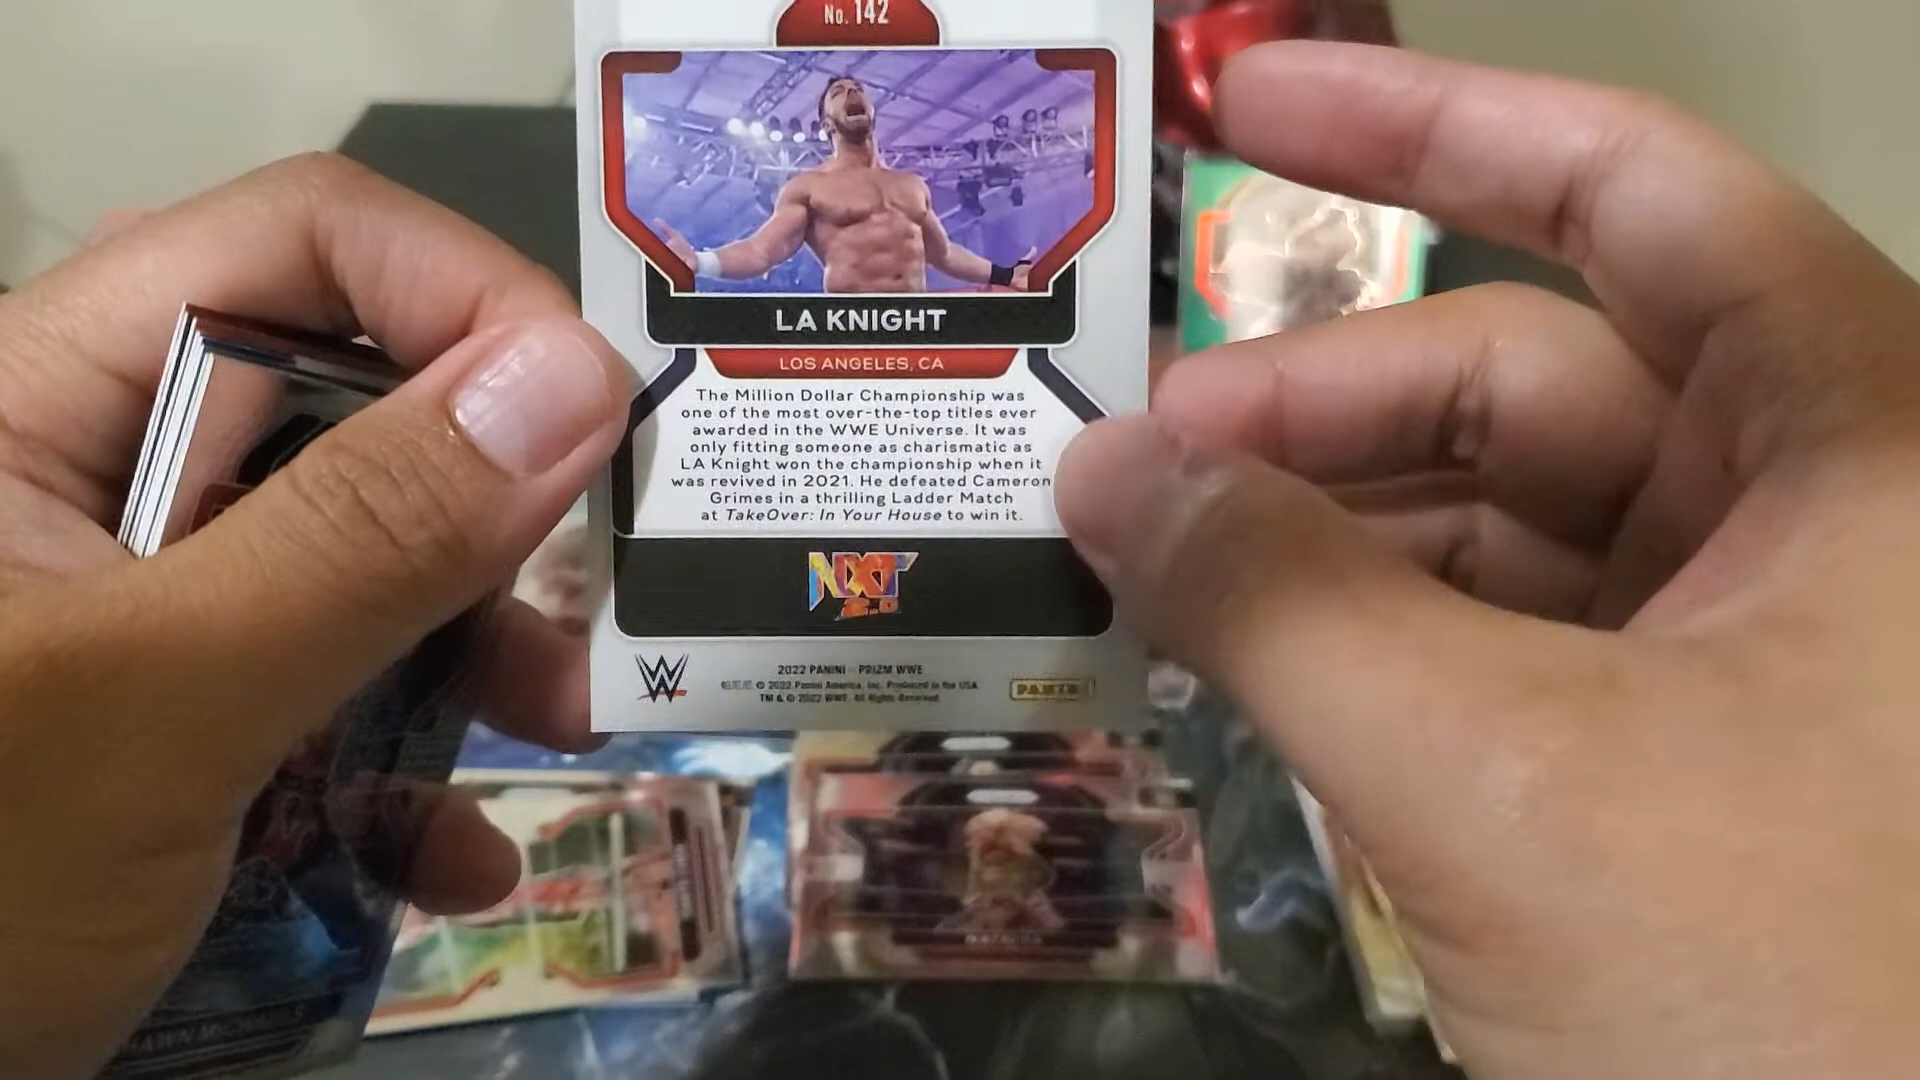 No. 142
LA KNIGHT
LOS ANGELES, CA
The Million Dollar Championship was
one of the most over-the-top titles ever
awarded in the WWE Universe. It was
only fitting someone as charismatic as
LA Knight won the championship when it
was revived in 2021. He defeated Cameron
Grimes in a thrilling Ladder Match
at TakeOver: In Your House to win it.
NXT
2.0
W
2022 PANINI - PRIZM WWE
© 2022 Panini America, Inc. Produced in the USA.
TM & © 2022 WWE. All Rights Reserved.
PANINI
SHAWN MICHAELS
NATALYA